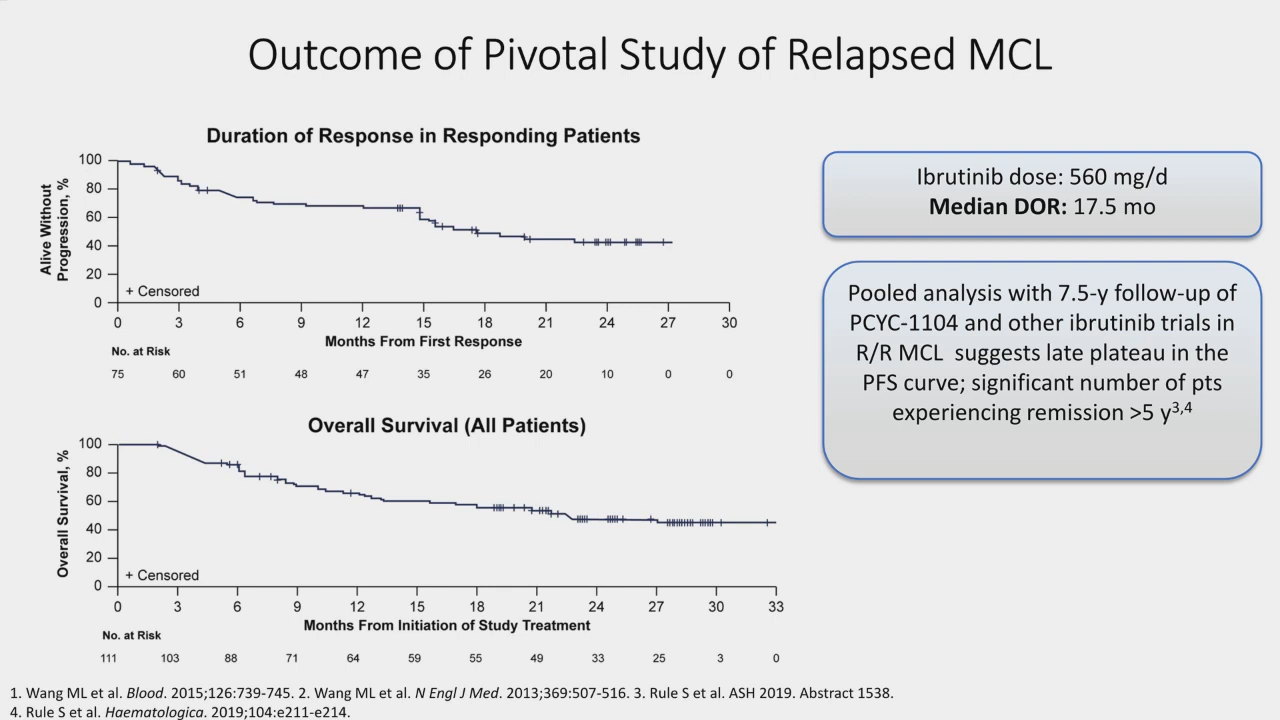 Outcome of Pivotal Study of Relapsed MCL
Duration of Response in Responding Patients
Alive Without
Progression, %
100
80
60
40
20
0
+ Censored
0 3 6 9 12 15 18 21 24 27 30
Months From First Response
No. at Risk
75 60 51 48 47 35 26 20 10 0 0
Overall Survival (All Patients)
Overall Survival, %
100
80
60
40
20
0
+ Censored
0 3 6 9 12 15 18 21 24 27 30 33
Months From Initiation of Study Treatment
No. at Risk
111 103 88 71 64 59 55 49 33 25 3 0
Ibrutinib dose: 560 mg/d
Median DOR: 17.5 mo
Pooled analysis with 7.5-y follow-up of
PCYC-1104 and other ibrutinib trials in
R/R MCL suggests late plateau in the
PFS curve; significant number of pts
experiencing remission >5 y3,4
1. Wang ML et al. Blood. 2015;126:739-745. 2. Wang ML et al. N Engl J Med. 2013;369:507-516. 3. Rule S et al. ASH 2019. Abstract 1538.
4. Rule S et al. Haematologica. 2019;104:e211-e214.